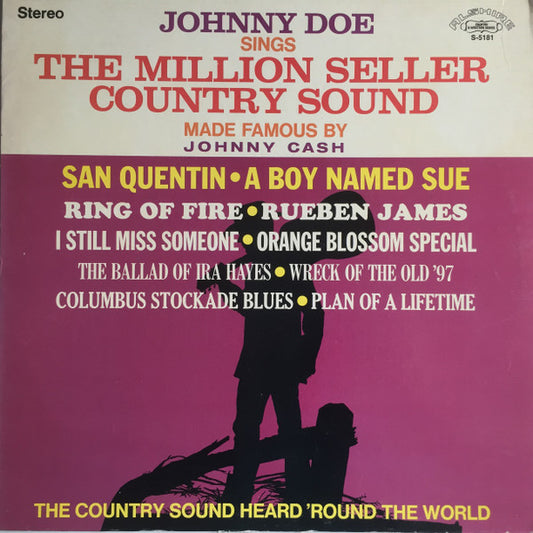 Stereo
JOHNNY DOE
SINGS
THE MILLION SELLER
COUNTRY SOUND
MADE FAMOUS BY
JOHNNY CASH
ALSHIRE
S-5181
SAN QUENTIN • A BOY NAMED SUE
RING OF FIRE • RUEBEN JAMES
I STILL MISS SOMEONE • ORANGE BLOSSOM SPECIAL
THE BALLAD OF IRA HAYES • WRECK OF THE OLD '97
COLUMBUS STOCKADE BLUES • PLAN OF A LIFETIME
THE COUNTRY SOUND HEARD 'ROUND THE WORLD